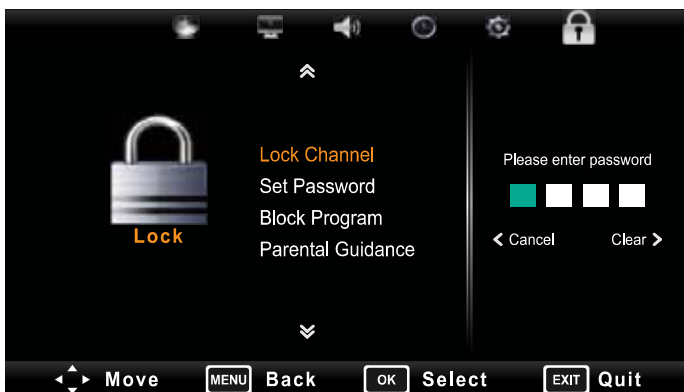 Lock
Lock Channel
Set Password
Block Program
Parental Guidance
Please enter password
Cancel Clear
Move MENU Back OK Select EXIT Quit